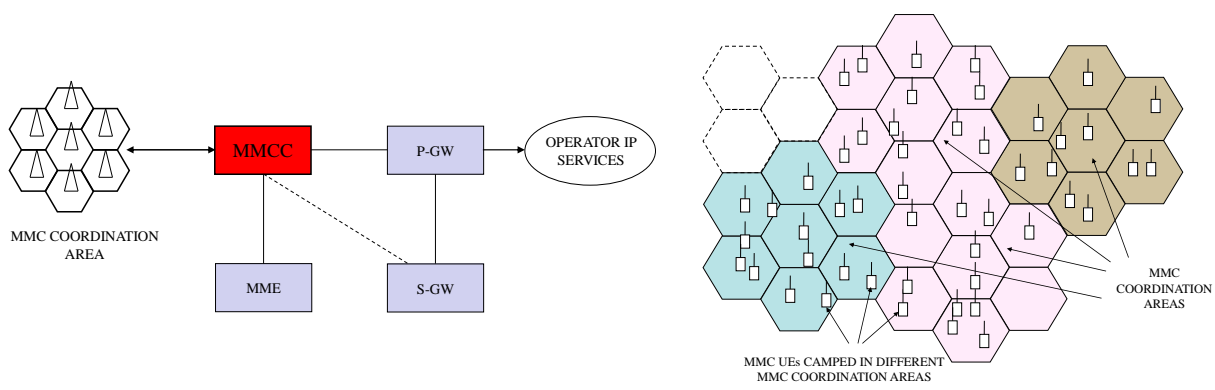 MMCC
P-GW
OPERATOR IP
SERVICES
MMC COORDINATION
AREA
MME
S-GW
MMC
COORDINATION
AREAS
MMC UEs CAMPED IN DIFFERENT
MMC COORDINATION AREAS